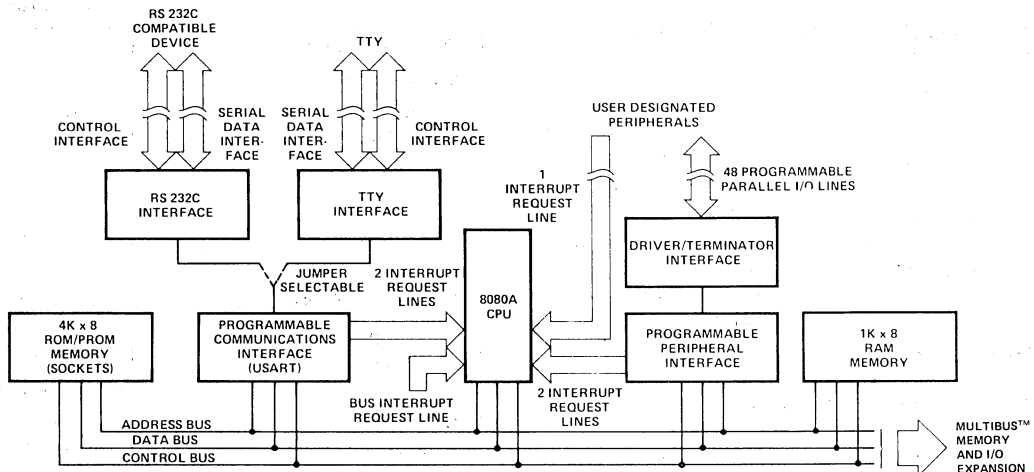 RS 232C
COMPATIBLE
DEVICE
TTY
CONTROL
INTERFACE
SERIAL
DATA
INTER-
FACE
SERIAL
DATA
INTER-
FACE
CONTROL
INTERFACE
USER DESIGNATED
PERIPHERALS
48 PROGRAMMABLE
PARALLEL I/O LINES
1
INTERRUPT
REQUEST
LINE
RS 232C
INTERFACE
TTY
INTERFACE
DRIVER/TERMINATOR
INTERFACE
JUMPER
SELECTABLE
2 INTERRUPT
REQUEST
LINES
8080A
CPU
4K x 8
ROM/PROM
MEMORY
(SOCKETS)
PROGRAMMABLE
COMMUNICATIONS
INTERFACE
(USART)
PROGRAMMABLE
PERIPHERAL
INTERFACE
1K x 8
RAM
MEMORY
BUS INTERRUPT
REQUEST LINE
2 INTERRUPT
REQUEST
LINES
ADDRESS BUS
DATA BUS
CONTROL BUS
MULTIBUS™
MEMORY
AND I/O
EXPANSION